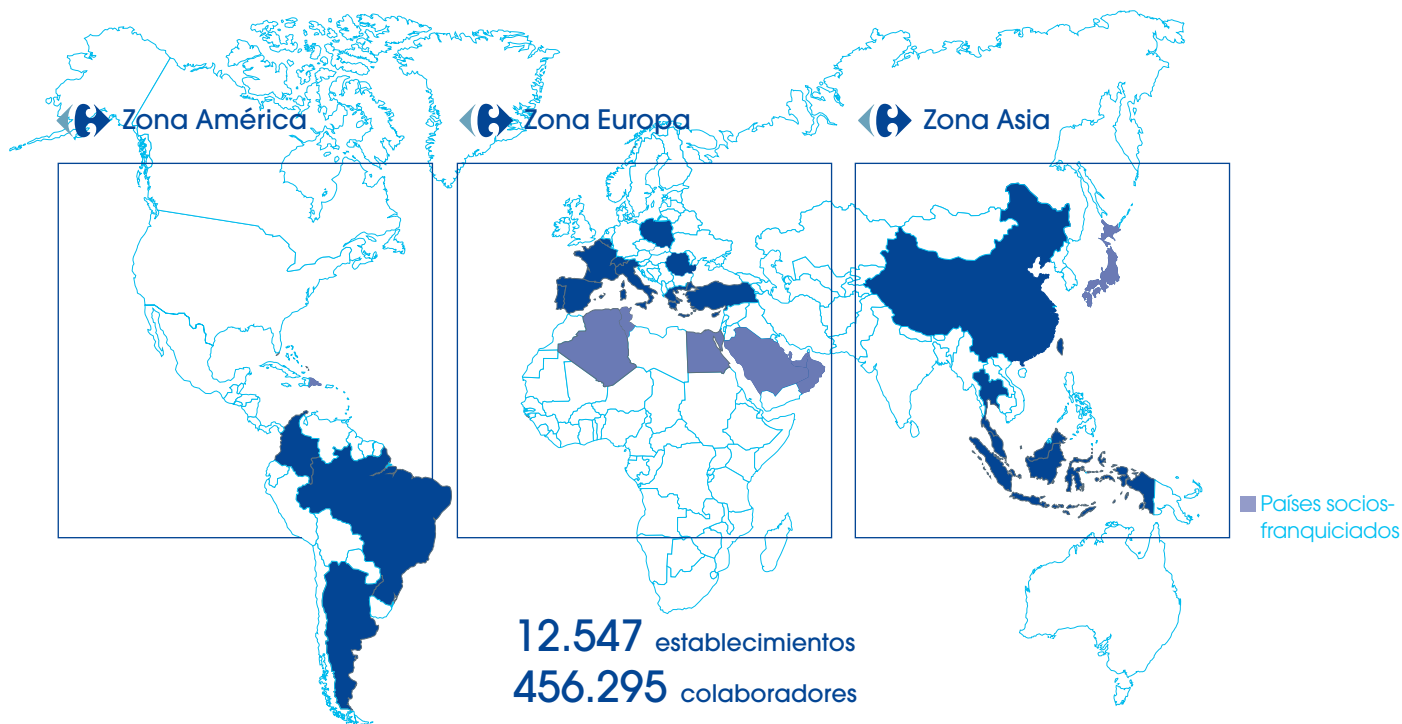 Zona América
Zona Europa
Zona Asia
Países socios-
franquiciados
12.547 establecimientos
456.295 colaboradores